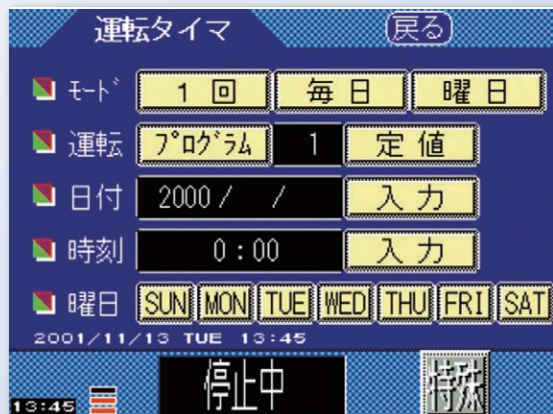 運転タイマ 戻る
モード 1回 毎日 曜日
運転 プログラム 1 定値
日付 2000/ / 入力
時刻 0:00 入力
曜日 SUN MON TUE WED THU FRI SAT
2001/11/13 TUE 13:45
13:45 停止中 特殊